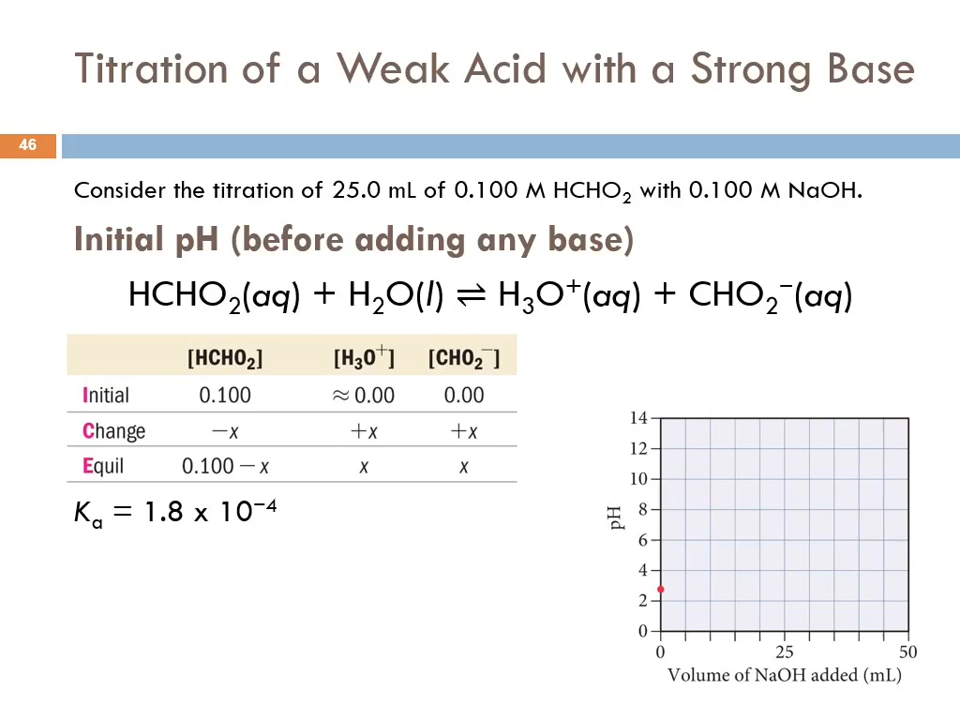 Titration of a Weak Acid with a Strong Base
46
Consider the titration of 25.0 mL of 0.100 M HCHO₂ with 0.100 M NaOH.
Initial pH (before adding any base)
HCHO₂(aq) + H₂O(l) ⇌ H₃O⁺(aq) + CHO₂⁻(aq)
[HCHO₂] [H₃O⁺] [CHO₂⁻]
Initial 0.100 ≈ 0.00 0.00
Change −x +x +x
Equil 0.100 − x x x
Kₐ = 1.8 x 10⁻⁴
14
12
10
8
pH
6
4
2
0
0 25 50
Volume of NaOH added (mL)